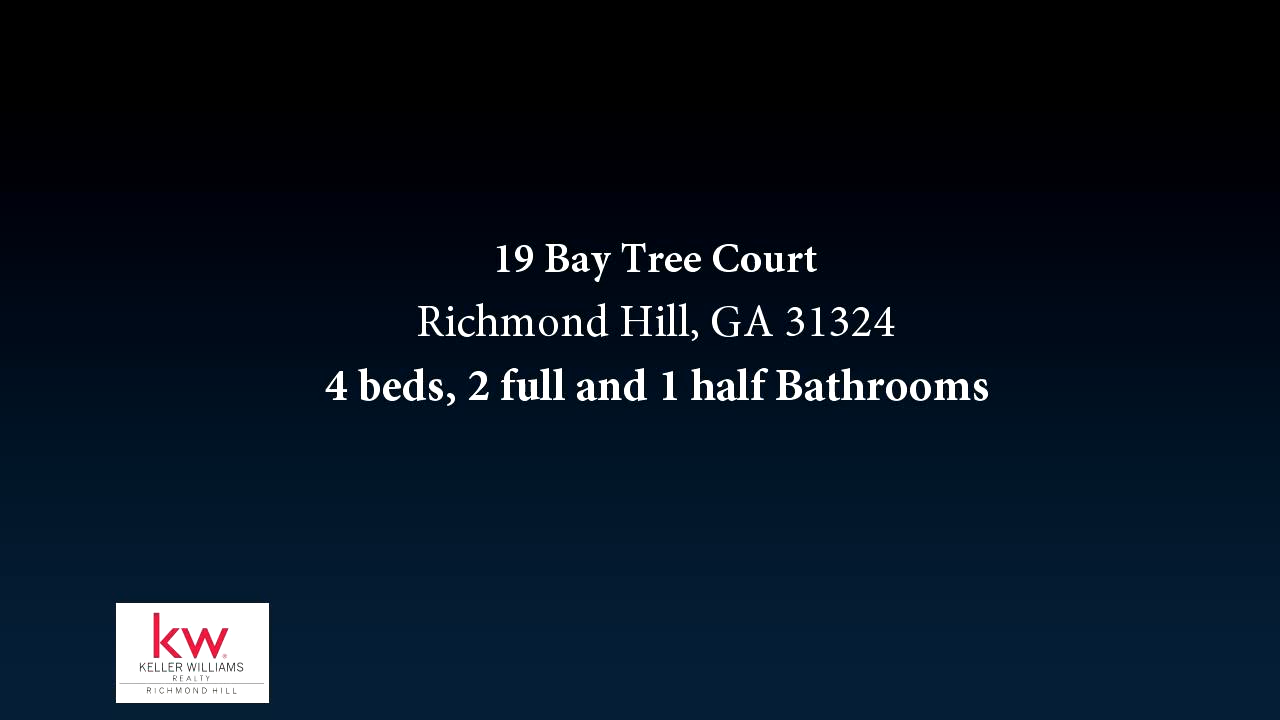 19 Bay Tree Court
Richmond Hill, GA 31324
4 beds, 2 full and 1 half Bathrooms
kw®
KELLER WILLIAMS
REALTY
RICHMOND HILL